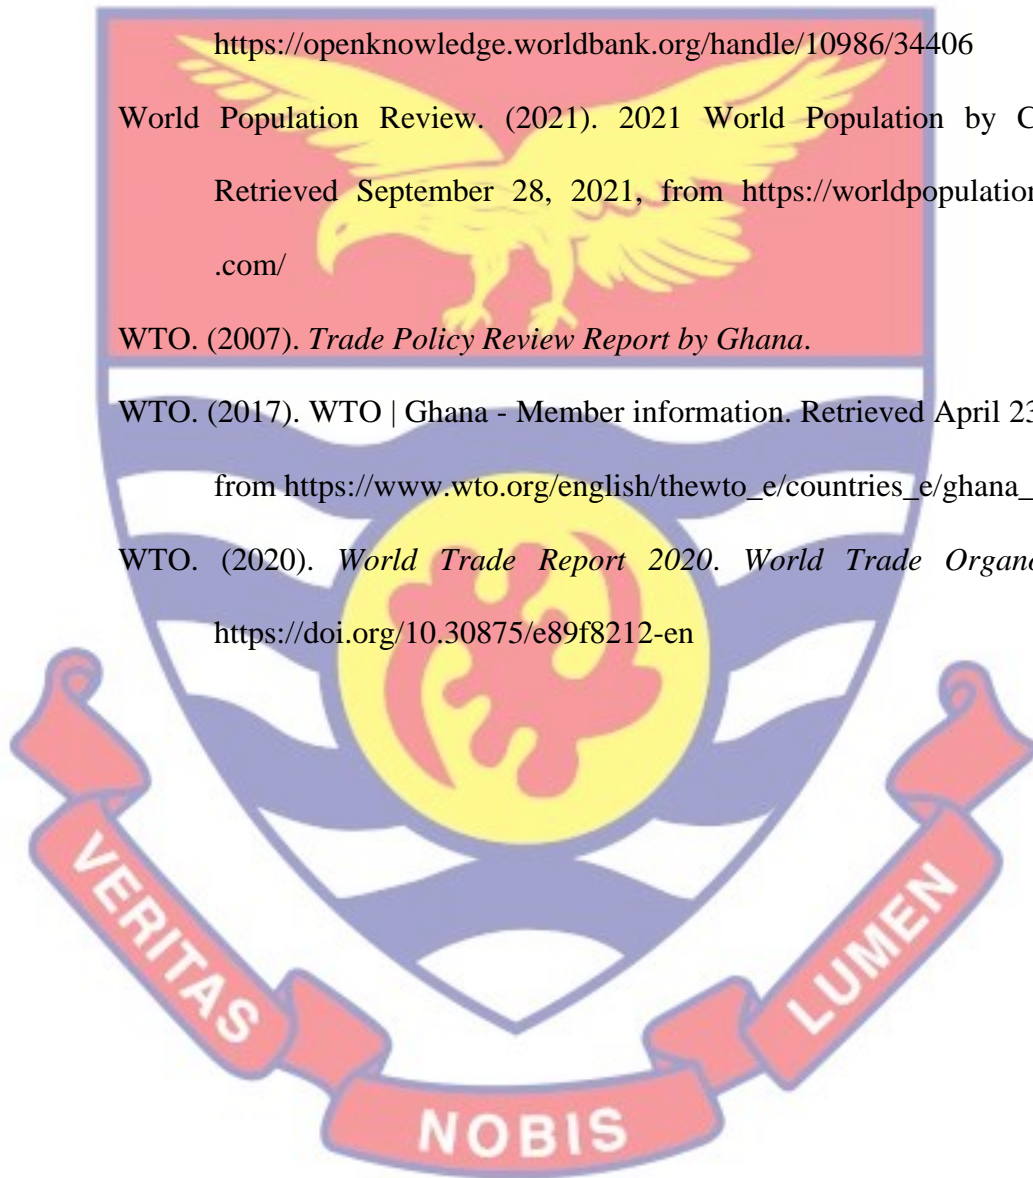 https://openknowledge.worldbank.org/handle/10986/34406
World Population Review. (2021). 2021 World Population by C
Retrieved September 28, 2021, from https://worldpopulation
.com/
WTO. (2007). Trade Policy Review Report by Ghana.
WTO. (2017). WTO | Ghana - Member information. Retrieved April 23
from https://www.wto.org/english/thewto_e/countries_e/ghana_
WTO. (2020). World Trade Report 2020. World Trade Organ
https://doi.org/10.30875/e89f8212-en
VERITAS
NOBIS
LUMEN